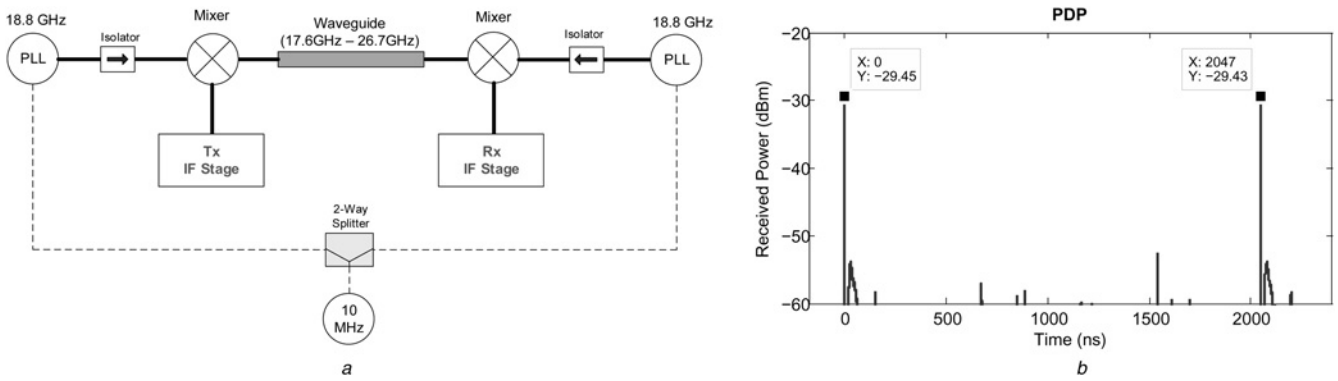 18.8 GHz
PLL
Isolator
Mixer
Waveguide
(17.6GHz – 26.7GHz)
Mixer
Isolator
18.8 GHz
PLL
Tx
IF Stage
Rx
IF Stage
2-Way
Splitter
10
MHz
a
PDP
Received Power (dBm)
−20
−30
−40
−50
−60
X: 0
Y: −29.45
X: 2047
Y: −29.43
0
500
1000
1500
2000
Time (ns)
b